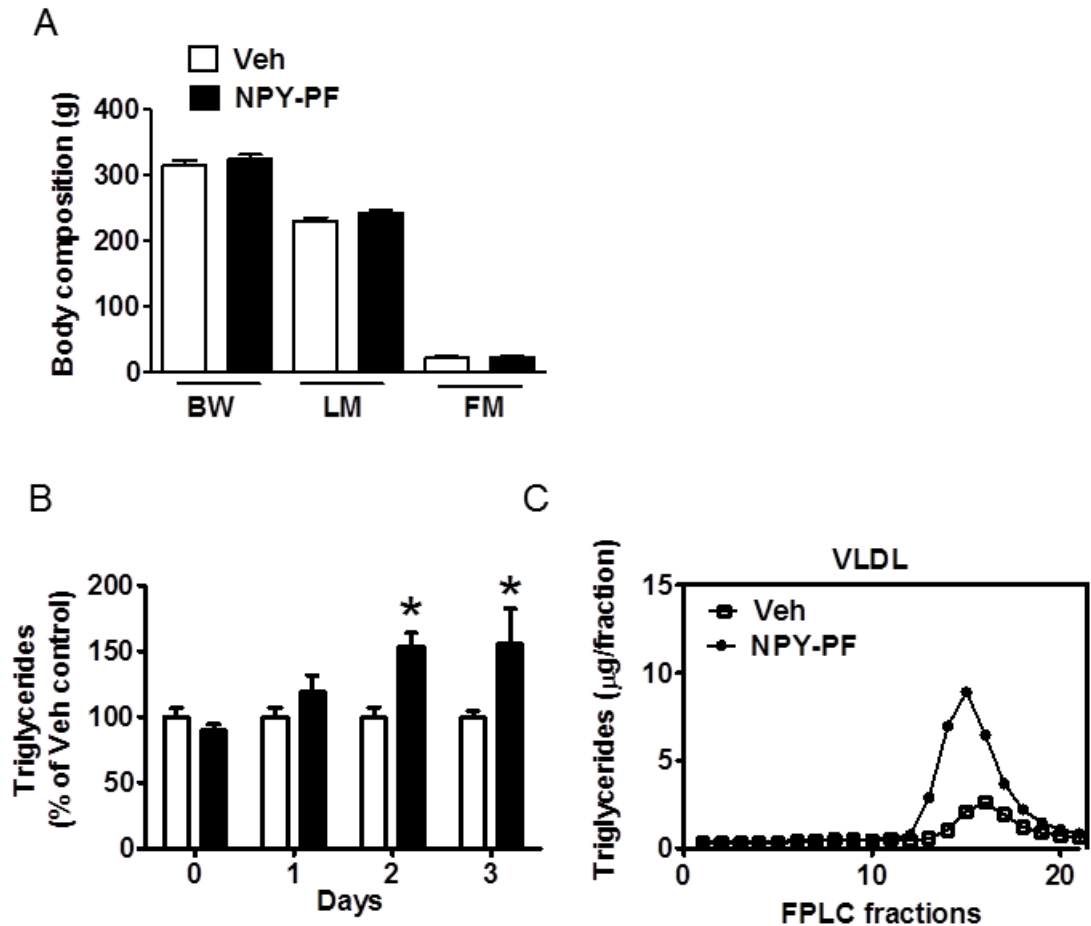 A
Veh
NPY-PF
Body composition (g)
400
300
200
100
0
BW LM FM
B
Triglycerides
(% of Veh control)
200
150
100
50
0
* *
0 1 2 3
Days
C
VLDL
Veh
NPY-PF
Triglycerides (μg/fraction)
15
10
5
0
0 10 20
FPLC fractions